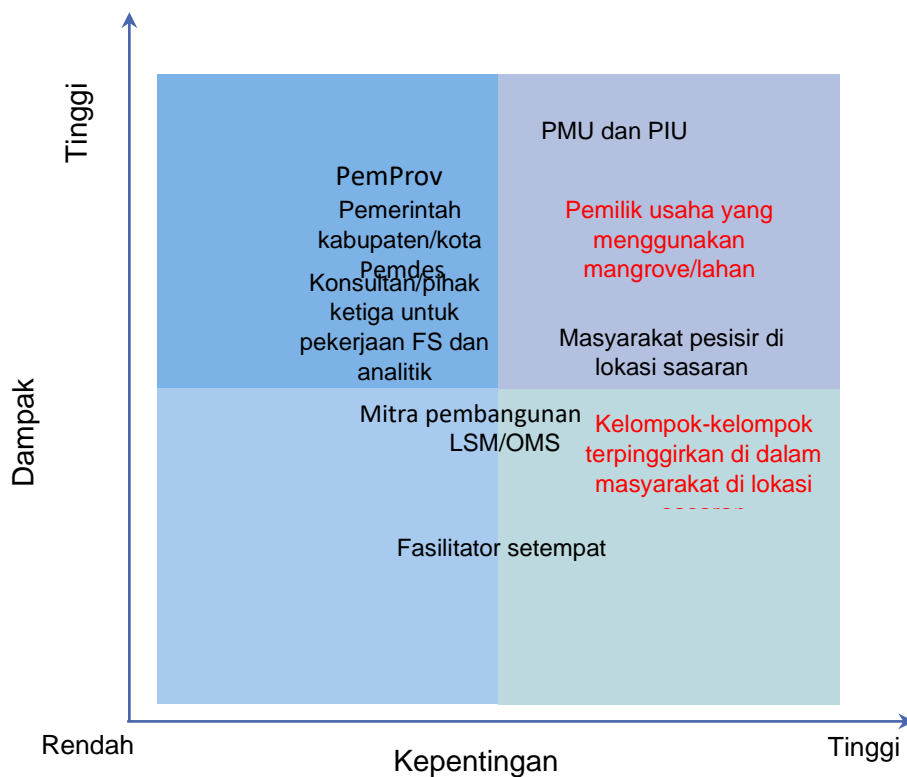 Tinggi
PMU dan PIU
PemProv
Pemerintah
kabupaten/kota
Pemdes
Konsultan/pihak
ketiga untuk
pekerjaan FS dan
analitik
Pemilik usaha yang
menggunakan
mangrove/lahan
Masyarakat pesisir di
lokasi sasaran
Dampak
Mitra pembangunan
LSM/OMS
Kelompok-kelompok
terpinggirkan di dalam
masyarakat di lokasi
Fasilitator setempat
Rendah
Kepentingan
Tinggi